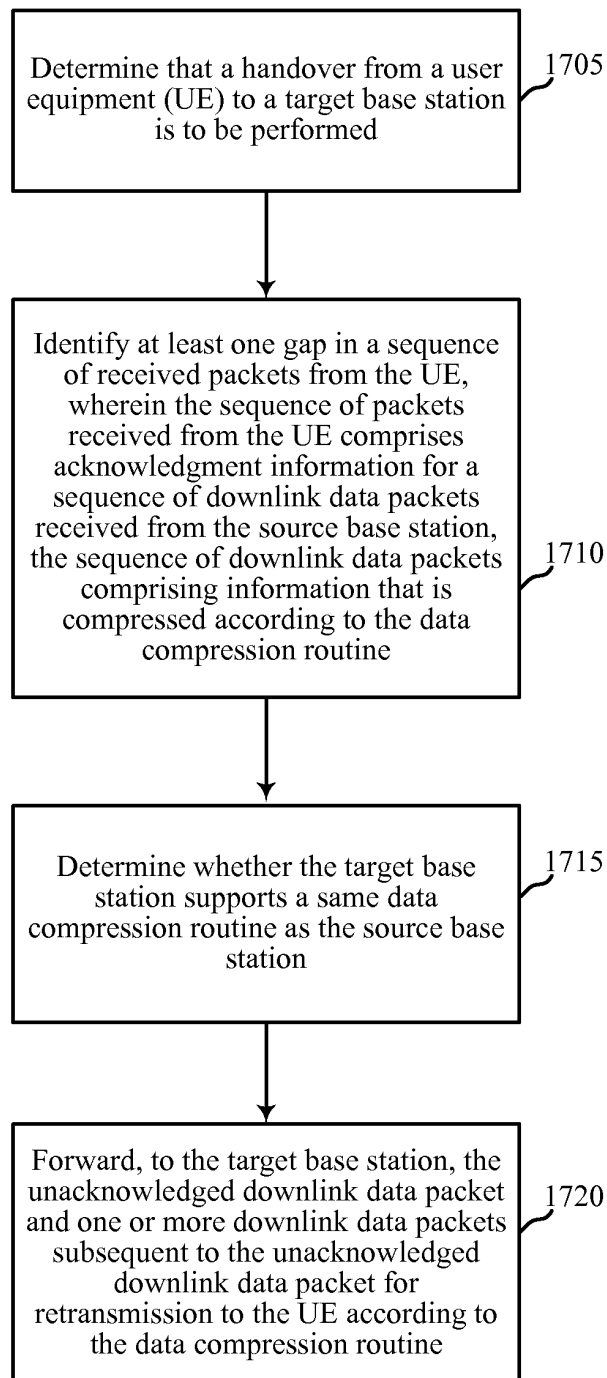 Determine that a handover from a user
equipment (UE) to a target base station
is to be performed
1705
Identify at least one gap in a sequence
of received packets from the UE,
wherein the sequence of packets
received from the UE comprises
acknowledgment information for a
sequence of downlink data packets
received from the source base station,
the sequence of downlink data packets
comprising information that is
compressed according to the data
compression routine
1710
Determine whether the target base
station supports a same data
compression routine as the source base
station
1715
Forward, to the target base station, the
unacknowledged downlink data packet
and one or more downlink data packets
subsequent to the unacknowledged
downlink data packet for
retransmission to the UE according to
the data compression routine
1720